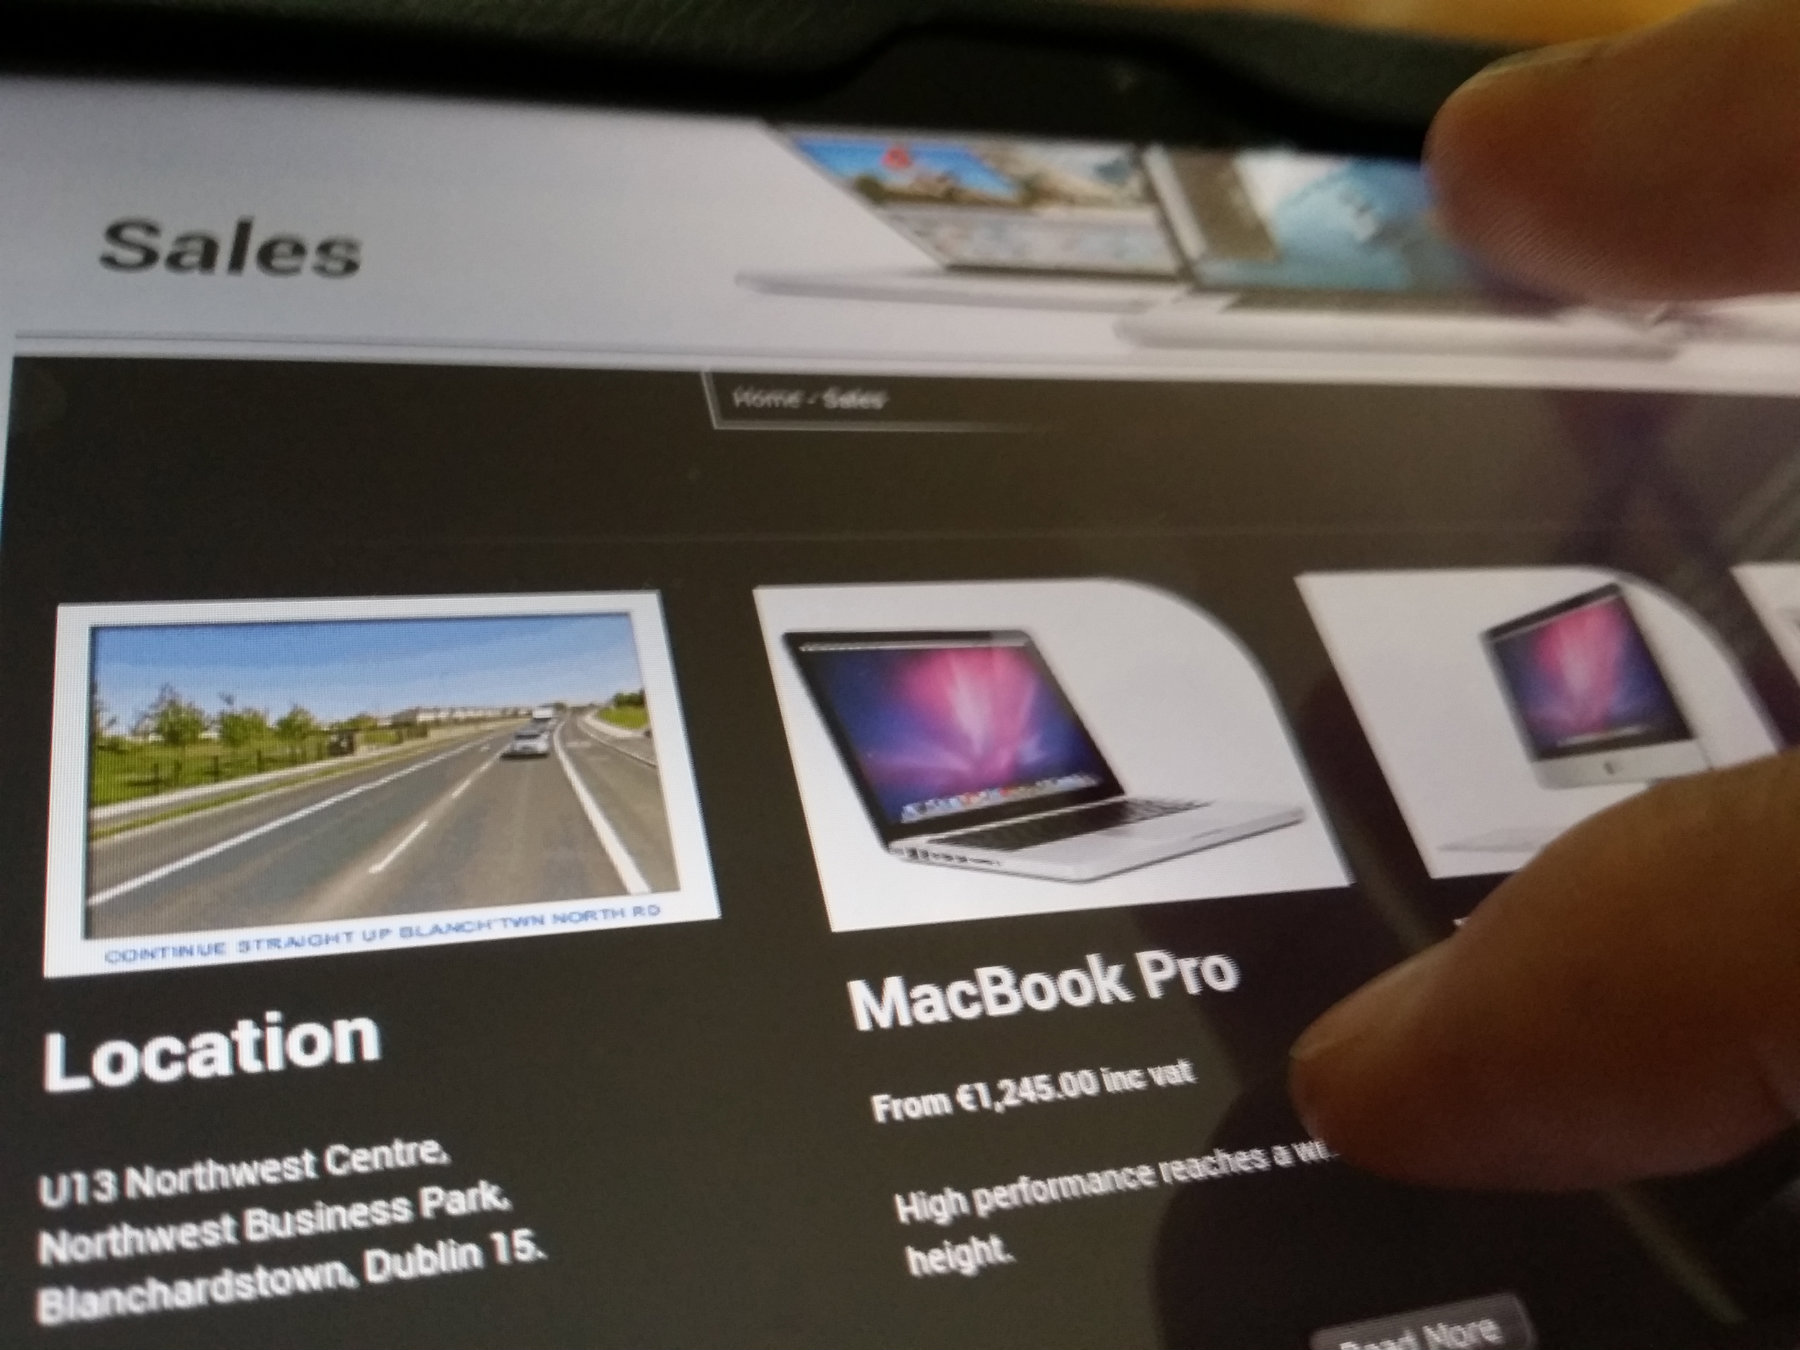 Sales
Home - Sales
CONTINUE STRAIGHT UP BLANCH'TWN NORTH RD
Location
U13 Northwest Centre,
Northwest Business Park,
Blanchardstown, Dublin 15.
MacBook Pro
From €1,245.00 inc vat
High performance reaches a
height.
Read More